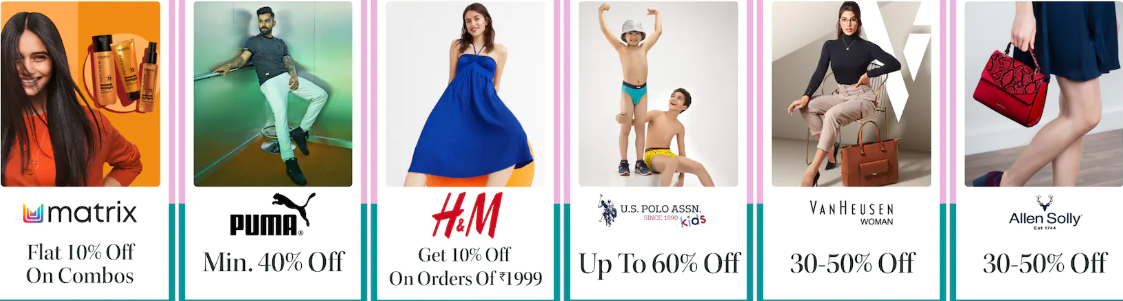 matrix
Flat 10% Off
On Combos
PUMA®
Min. 40% Off
H&M
Get 10% Off
On Orders Of ₹1999
U.S. POLO ASSN.
SINCE 1890
kids
Up To 60% Off
VAN HEUSEN
WOMAN
30-50% Off
Allen Solly
Est 1744
30-50% Off